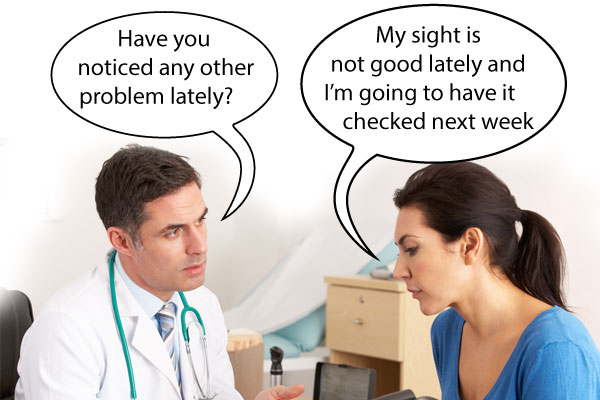 Have you
noticed any other
problem lately?
My sight is
not good lately and
I'm going to have it
checked next week